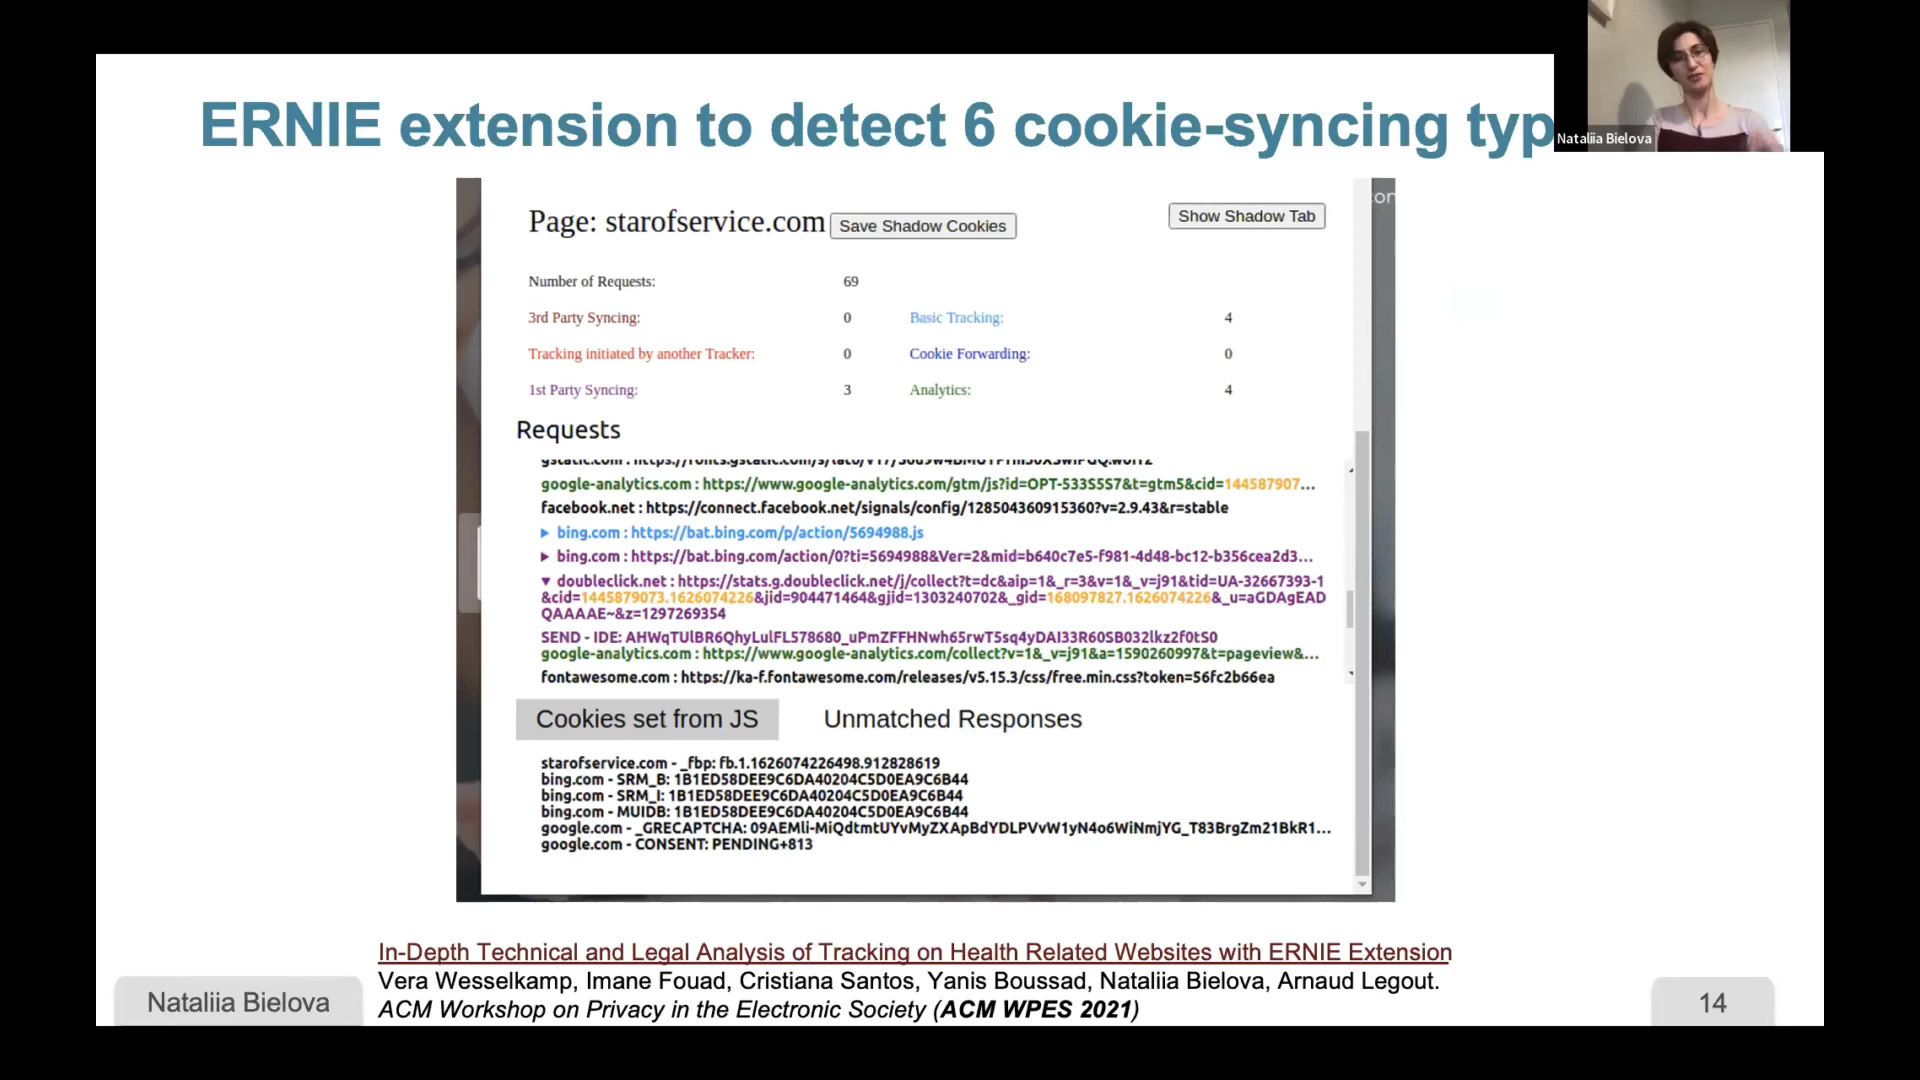 ERNIE extension to detect 6 cookie-syncing typ
Nataliia Bielova
Page: starofservice.com Save Shadow Cookies Show Shadow Tab
Number of Requests: 69
3rd Party Syncing: 0 Basic Tracking: 4
Tracking initiated by another Tracker: 0 Cookie Forwarding: 0
1st Party Syncing: 3 Analytics: 4
Requests
google-analytics.com : https://www.google-analytics.com/gtm/js?id=OPT-533S5S7&t=gtm5&cid=144587907...
facebook.net : https://connect.facebook.net/signals/config/128504360915360?v=2.9.43&r=stable
▶ bing.com : https://bat.bing.com/p/action/5694988.js
▶ bing.com : https://bat.bing.com/action/0?ti=5694988&Ver=2&mid=b640c7e5-f981-4d48-bc12-b356cea2d3...
▼ doubleclick.net : https://stats.g.doubleclick.net/j/collect?t=dc&aip=1&_r=3&v=1&_v=j91&tid=UA-32667393-1
&cid=1445879073.1626074226&jid=904471464&gjid=1303240702&_gid=168097827.1626074226&_u=aGDAgEAD
QAAAAE~&z=1297269354
SEND - IDE: AHWqTUlBR6QhyLulFL578680_uPmZFFHNwh65rwT5sq4yDAI33R60SB032lkz2f0tS0
google-analytics.com : https://www.google-analytics.com/collect?v=1&_v=j91&a=1590260997&t=pageview&...
fontawesome.com : https://ka-f.fontawesome.com/releases/v5.15.3/css/free.min.css?token=56fc2b66ea
Cookies set from JS Unmatched Responses
starofservice.com - _fbp: fb.1.1626074226498.912828619
bing.com - SRM_B: 1B1ED58DEE9C6DA40204C5D0EA9C6B44
bing.com - SRM_I: 1B1ED58DEE9C6DA40204C5D0EA9C6B44
bing.com - MUIDB: 1B1ED58DEE9C6DA40204C5D0EA9C6B44
google.com - _GRECAPTCHA: 09AEMli-MiQdtmtUYvMyZXApBdYDLPVvW1yN4o6WiNmjYG_T83BrgZm21BkR1...
google.com - CONSENT: PENDING+813
In-Depth Technical and Legal Analysis of Tracking on Health Related Websites with ERNIE Extension
Vera Wesselkamp, Imane Fouad, Cristiana Santos, Yanis Boussad, Nataliia Bielova, Arnaud Legout.
ACM Workshop on Privacy in the Electronic Society (ACM WPES 2021)
Nataliia Bielova
14